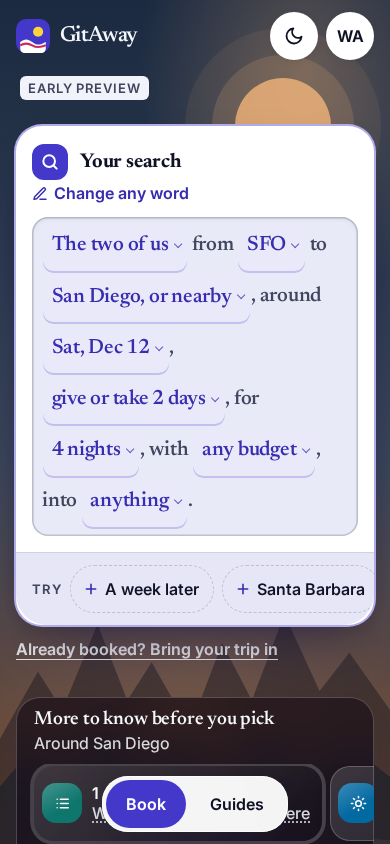 GitAway
WA
EARLY PREVIEW
Your search
Change any word
The two of us from SFO to
San Diego, or nearby , around
Sat, Dec 12 ,
give or take 2 days , for
4 nights , with any budget ,
into anything .
TRY + A week later + Santa Barbara
Already booked? Bring your trip in
More to know before you pick
Around San Diego
1
Book Guides